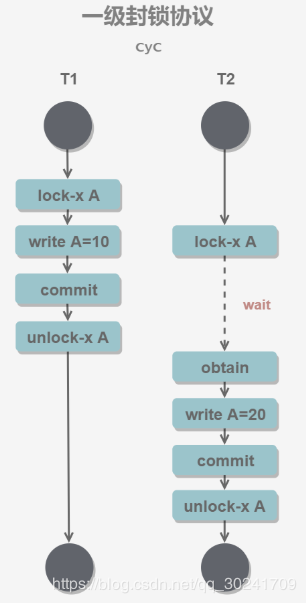 一级封锁协议
CyC
T1
T2
lock-x A
write A=10
lock-x A
commit
wait
unlock-x A
obtain
write A=20
commit
unlock-x A
https://blog.csdn.net/qq_30241709